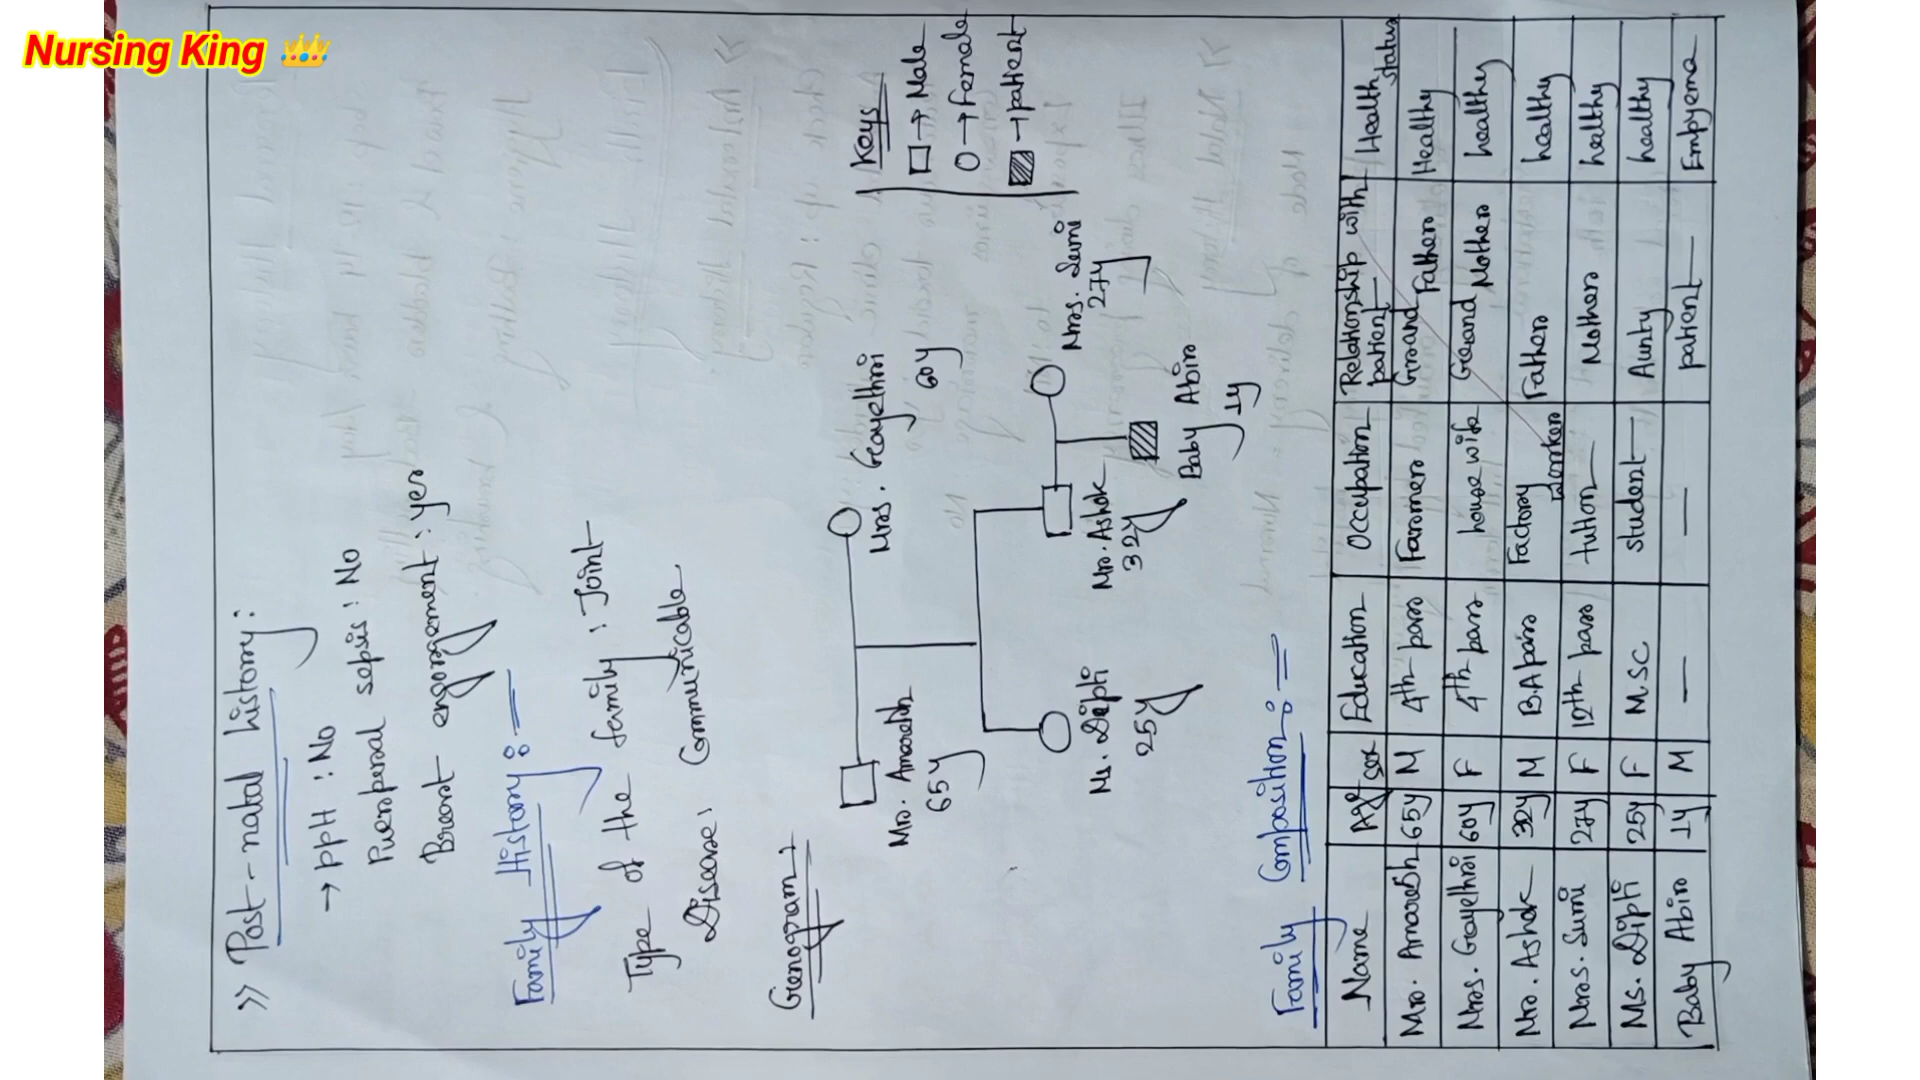 Nursing King
>> Post-natal history:
→ PPH : No
Puerperal sepsis : No
Breast engorgement : Yes
Family History :-
Type of the family : Joint
Disease : Communicable
Genogram :
Keys
□ → Male
○ → Female
→ patient
Mrs. Gayethri
60y
Mr. Amaresh
65y
Mrs. Sumi
27y
Mr. Ashok
32y
Baby Abir
1y
Ms. Dipti
25y
Family Composition :-
Name | Age | Sex | Education | Occupation | Relationship with patient | Health status
Mr. Amaresh | 65y | M | 4th pass | Farmer | Grand Father | Healthy
Mrs. Gayethri | 60y | F | 4th pass | house wife | Grand Mother | healthy
Mr. Ashok | 32y | M | BA pass | Factory Worker | Father | healthy
Mrs. Sumi | 27y | F | 12th pass | tution | Mother | healthy
Ms. Dipti | 25y | F | MSC | student | Aunty | healthy
Baby Abir | 1y | M | — | — | patient | Empyema